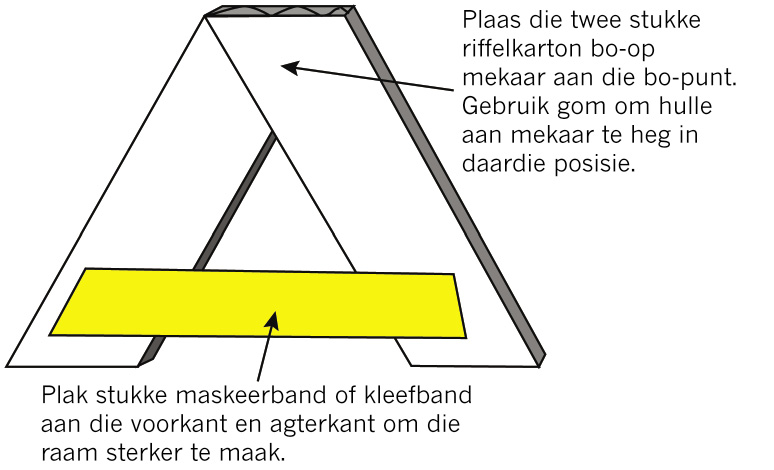 Plaas die twee stukke
riffelkarton bo-op
mekaar aan die bo-punt.
Gebruik gom om hulle
aan mekaar te heg in
daardie posisie.
Plak stukke maskeerband of kleefband
aan die voorkant en agterkant om die
raam sterker te maak.